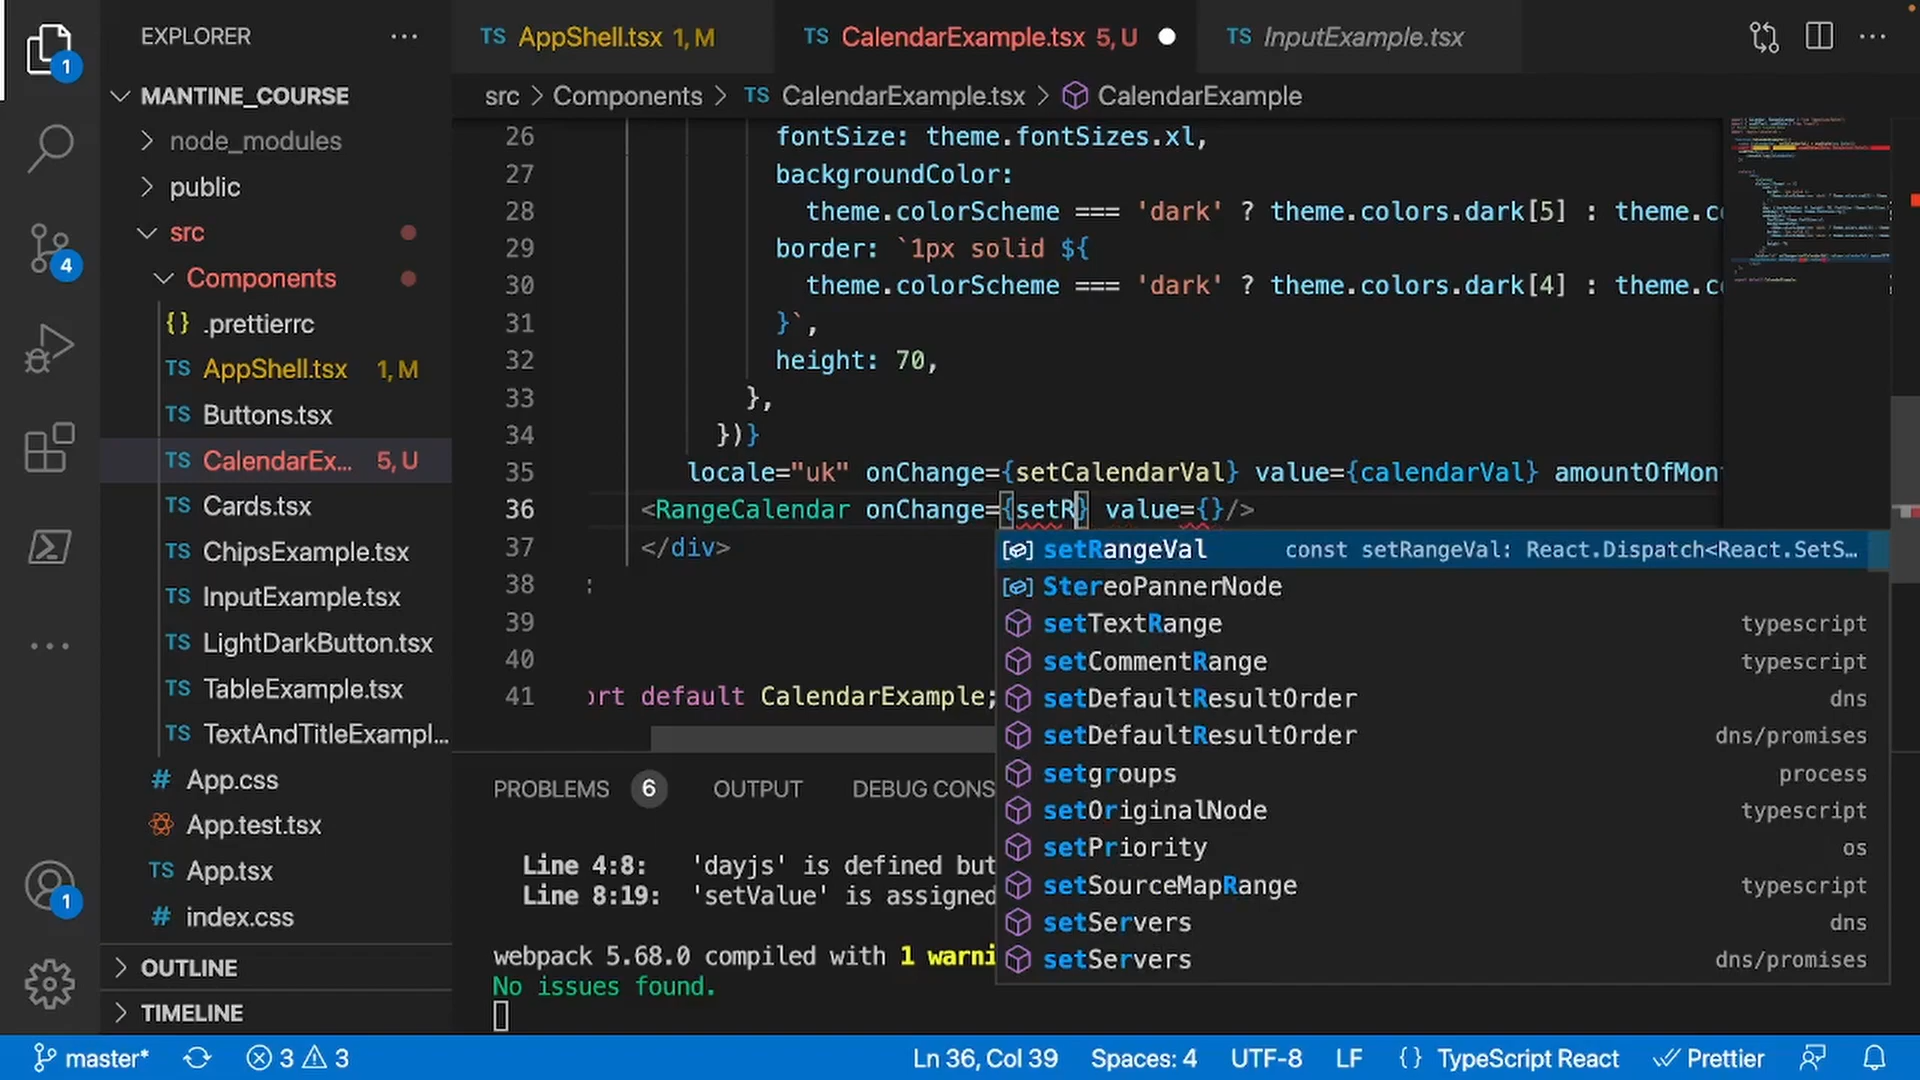 EXPLORER
TS AppShell.tsx 1, M
TS CalendarExample.tsx 5, U
TS InputExample.tsx
1
MANTINE_COURSE
node_modules
public
src
Components
{} .prettierrc
TS AppShell.tsx 1, M
TS Buttons.tsx
TS CalendarEx... 5, U
TS Cards.tsx
TS ChipsExample.tsx
TS InputExample.tsx
TS LightDarkButton.tsx
TS TableExample.tsx
TS TextAndTitleExampl...
# App.css
App.test.tsx
TS App.tsx
# index.css
OUTLINE
TIMELINE
4
1
src > Components > TS CalendarExample.tsx > CalendarExample
26 fontSize: theme.fontSizes.xl,
27 backgroundColor:
28 theme.colorScheme === 'dark' ? theme.colors.dark[5] : theme.c
29 border: `1px solid ${
30 theme.colorScheme === 'dark' ? theme.colors.dark[4] : theme.c
31 }`,
32 height: 70,
33 },
34 })}
35 locale="uk" onChange={setCalendarVal} value={calendarVal} amountOfMon
36 <RangeCalendar onChange={setR} value={}/>
37 </div>
38 ;
39
40
41 ort default CalendarExample;
setRangeVal const setRangeVal: React.Dispatch<React.SetS...
StereoPannerNode
setTextRange typescript
setCommentRange typescript
setDefaultResultOrder dns
setDefaultResultOrder dns/promises
setgroups process
setOriginalNode typescript
setPriority os
setSourceMapRange typescript
setServers dns
setServers dns/promises
PROBLEMS 6 OUTPUT DEBUG CONS
Line 4:8: 'dayjs' is defined but
Line 8:19: 'setValue' is assigned
webpack 5.68.0 compiled with 1 warni
No issues found.
master* 3 3 Ln 36, Col 39 Spaces: 4 UTF-8 LF {} TypeScript React Prettier